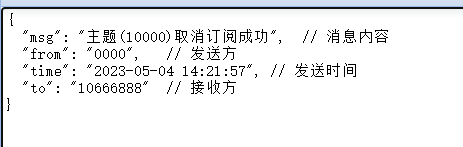 {
  "msg": "主题(10000)取消订阅成功",  // 消息内容
  "from": "0000",   // 发送方
  "time": "2023-05-04 14:21:57", // 发送时间
  "to": "10666888"  // 接收方
}